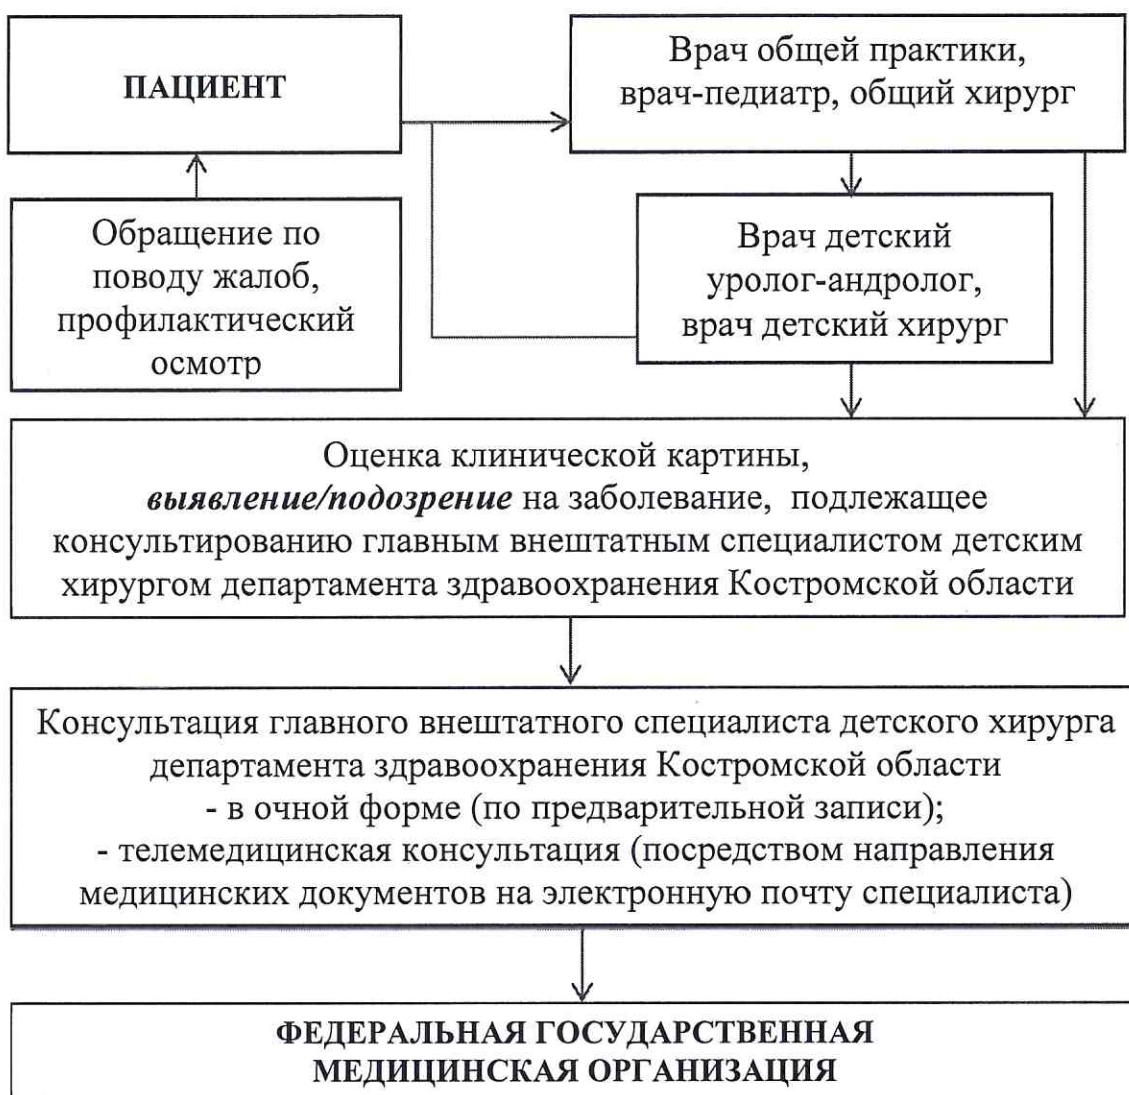 ПАЦИЕНТ
Врач общей практики,
врач-педиатр, общий хирург
Обращение по
поводу жалоб,
профилактический
осмотр
Врач детский
уролог-андролог,
врач детский хирург
Оценка клинической картины,
выявление/подозрение на заболевание, подлежащее
консультированию главным внештатным специалистом детским
хирургом департамента здравоохранения Костромской области
Консультация главного внештатного специалиста детского хирурга
департамента здравоохранения Костромской области
- в очной форме (по предварительной записи);
- телемедицинская консультация (посредством направления
медицинских документов на электронную почту специалиста)
ФЕДЕРАЛЬНАЯ ГОСУДАРСТВЕННАЯ
МЕДИЦИНСКАЯ ОРГАНИЗАЦИЯ